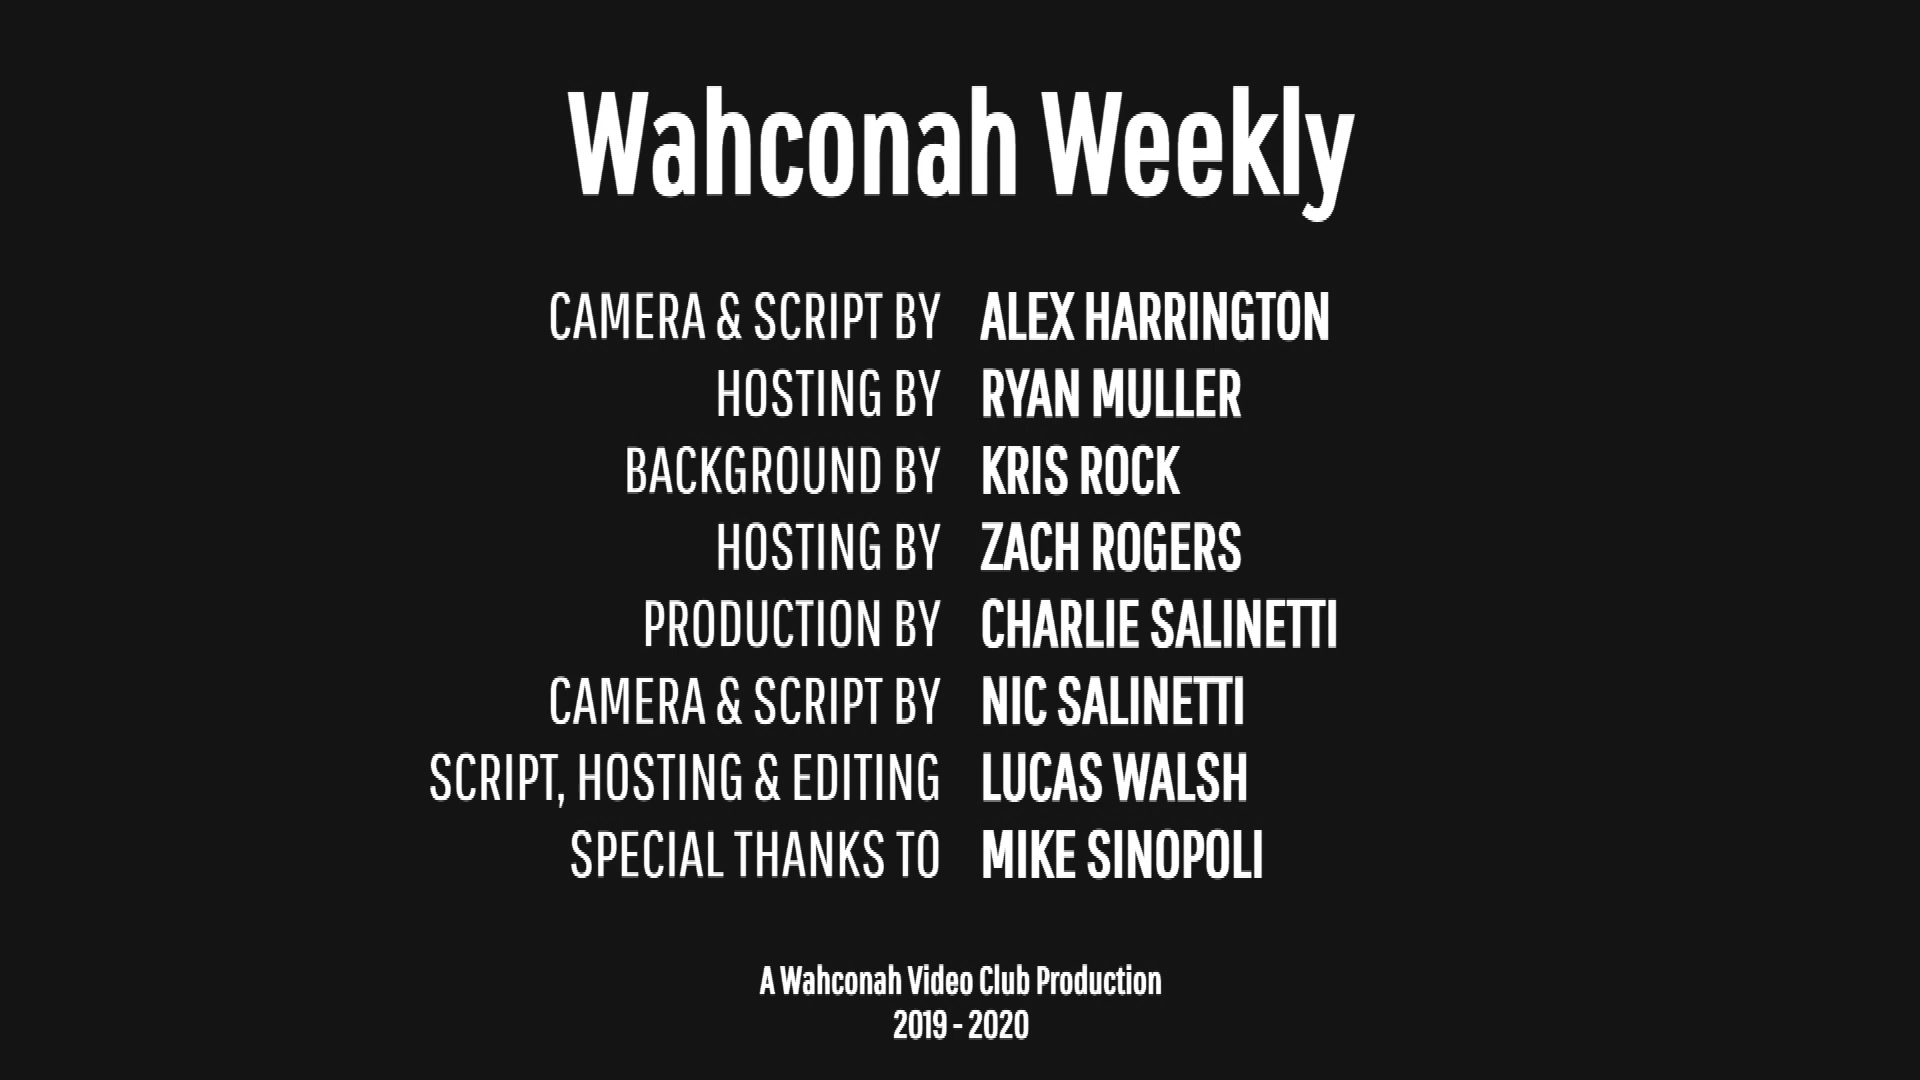 Wahconah Weekly
CAMERA & SCRIPT BY ALEX HARRINGTON
HOSTING BY RYAN MULLER
BACKGROUND BY KRIS ROCK
HOSTING BY ZACH ROGERS
PRODUCTION BY CHARLIE SALINETTI
CAMERA & SCRIPT BY NIC SALINETTI
SCRIPT, HOSTING & EDITING LUCAS WALSH
SPECIAL THANKS TO MIKE SINOPOLI
A Wahconah Video Club Production
2019 - 2020